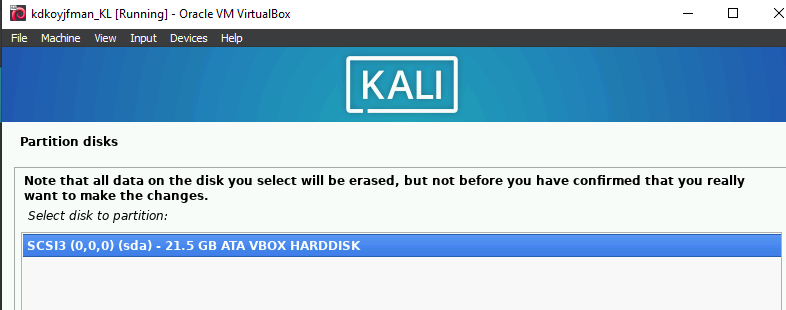 kdkoyjfman_KL [Running] - Oracle VM VirtualBox
File Machine View Input Devices Help
KALI
Partition disks
Note that all data on the disk you select will be erased, but not before you have confirmed that you really
want to make the changes.
Select disk to partition:
SCSI3 (0,0,0) (sda) - 21.5 GB ATA VBOX HARDDISK